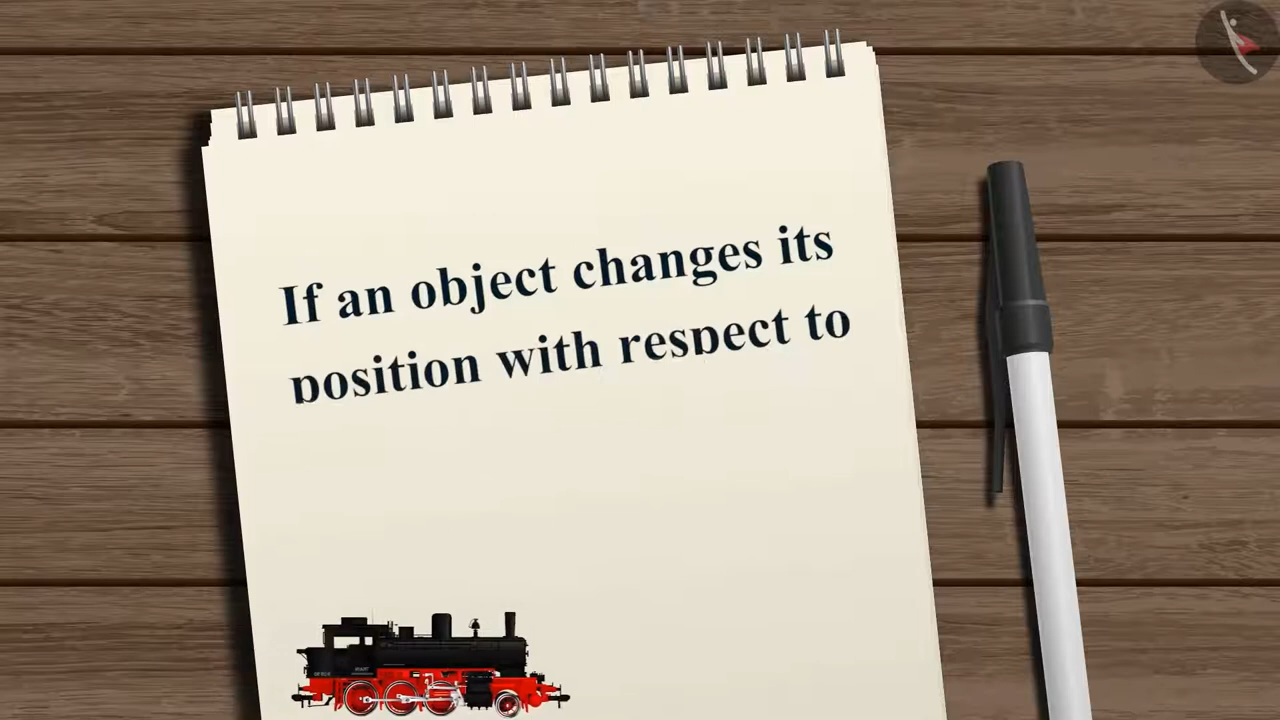 If an object changes its
position with respect to